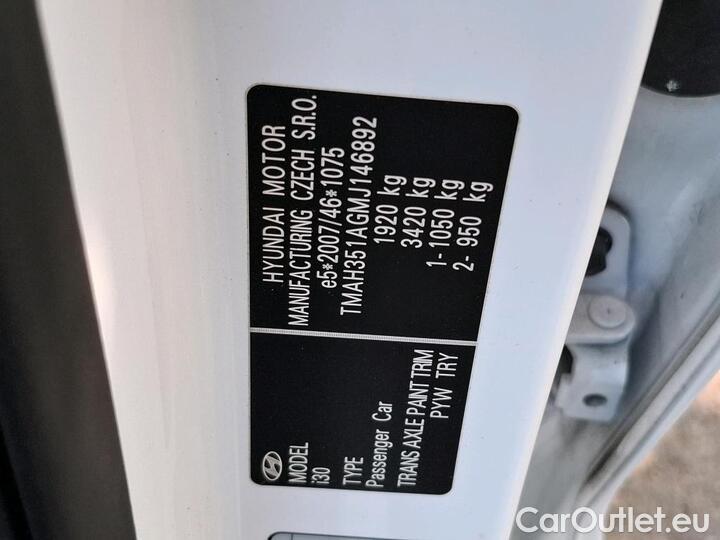 HYUNDAI MOTOR
MANUFACTURING CZECH S.R.O.
e5*2007/46*1075
TMAH351AGMJ146892
1920 kg
3420 kg
1- 1050 kg
2- 950 kg
MODEL
i30
TYPE
Passenger Car
TRANS AXLE PAINT TRIM
PYW TRY
CarOutlet.eu